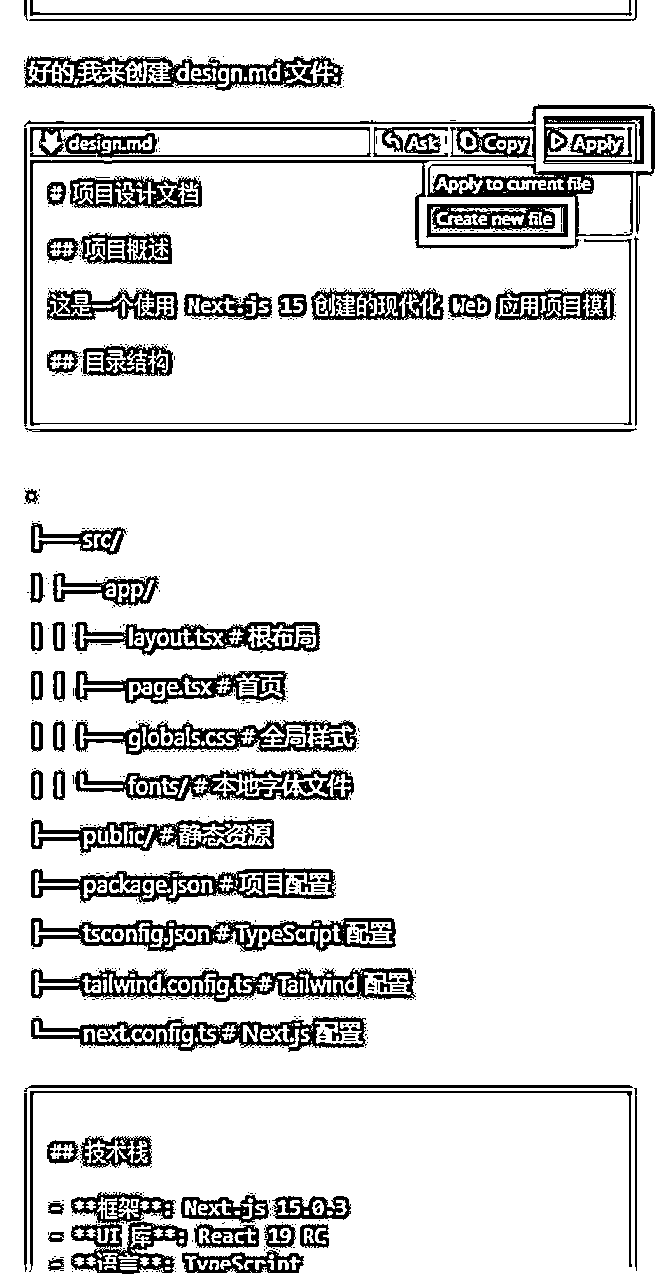 好的,我来创建 design.md 文件:
design.md Ask Copy Apply
Apply to current file
# 项目设计文档
Create new file
## 项目概述
这是一个使用 Next.js 15 创建的现代化 Web 应用项目模
## 目录结构
.
├── src/
│ ├── app/
│ │ ├── layout.tsx # 根布局
│ │ ├── page.tsx # 首页
│ │ ├── globals.css # 全局样式
│ │ └── fonts/ # 本地字体文件
├── public/ # 静态资源
├── package.json # 项目配置
├── tsconfig.json # TypeScript 配置
├── tailwind.config.ts # Tailwind 配置
└── next.config.ts # Next.js 配置
## 技术栈
- **框架**: Next.js 15.0.3
- **UI 库**: React 19 RC
- **语言**: TypeScript